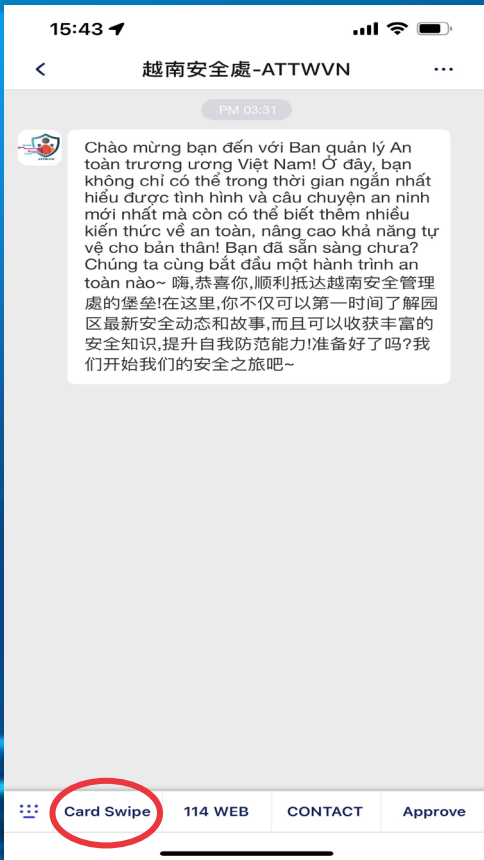 15:43
越南安全處-ATTWVN
PM 03:31
Chào mừng bạn đến với Ban quản lý An
toàn trương ương Việt Nam! Ở đây, bạn
không chỉ có thể trong thời gian ngắn nhất
hiểu được tình hình và câu chuyện an ninh
mới nhất mà còn có thể biết thêm nhiều
kiến thức về an toàn, nâng cao khả năng tự
vệ cho bản thân! Bạn đã sẵn sàng chưa?
Chúng ta cùng bắt đầu một hành trình an
toàn nào~ 嗨,恭喜你,顺利抵达越南安全管理
處的堡垒!在这里,你不仅可以第一时间了解园
区最新安全动态和故事,而且可以收获丰富的
安全知识,提升自我防范能力!准备好了吗?我
们开始我们的安全之旅吧~
Card Swipe
114 WEB
CONTACT
Approve